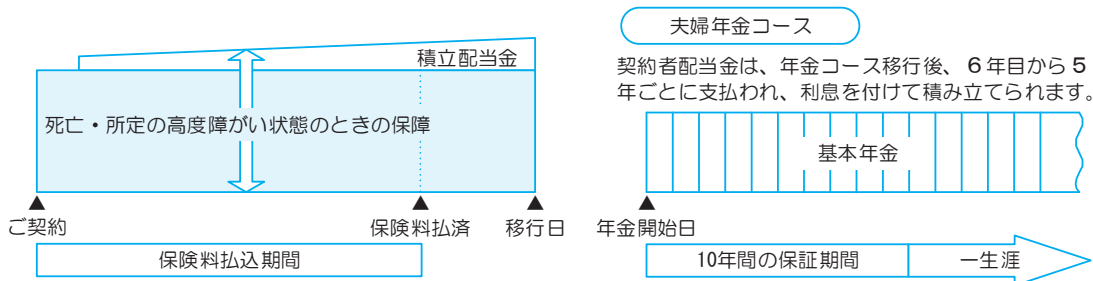 積立配当金
死亡・所定の高度障がい状態のときの保障
ご契約
保険料払済
移行日
保険料払込期間
夫婦年金コース
契約者配当金は、年金コース移行後、６年目から５
年ごとに支払われ、利息を付けて積み立てられます。
基本年金
年金開始日
10年間の保証期間
一生涯